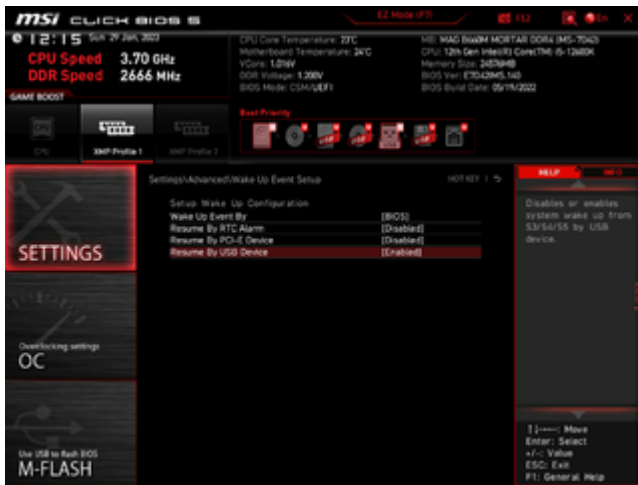 msi CLICK BIOS 5
EZ Mode (F7)
F12
En
X
12:15 Sun 29 Jan, 2023
CPU Speed 3.70 GHz
DDR Speed 2666 MHz
CPU Core Temperature:
Motherboard Temperature: 24°C
VCore: 1.016V
DDR Voltage: 1.200V
BIOS Mode: CSM/UEFI
MB: MAG B660M MORTAR DDR4 (MS-7D42)
CPU: 12th Gen Intel(R) Core(TM) i5-12600K
Memory Size:
BIOS Ver: E7D42IMS.140
BIOS Build Date: 05/19/2022
GAME BOOST
CPU
XMP Profile 1
XMP Profile 2
Boot Priority
SETTINGS
Overclocking settings
OC
Use USB to flash BIOS
M-FLASH
Settings\Advanced\Wake Up Event Setup
HOT KEY
Setup Wake Up Configuration
Wake Up Event By [BIOS]
Resume By RTC Alarm [Disabled]
Resume By PCI-E Device [Disabled]
Resume By USB Device [Enabled]
HELP
INFO
Disables or enables
system wake up from
S3/S4/S5 by USB
device.
Move
Enter: Select
+/-: Value
ESC: Exit
F1: General Help